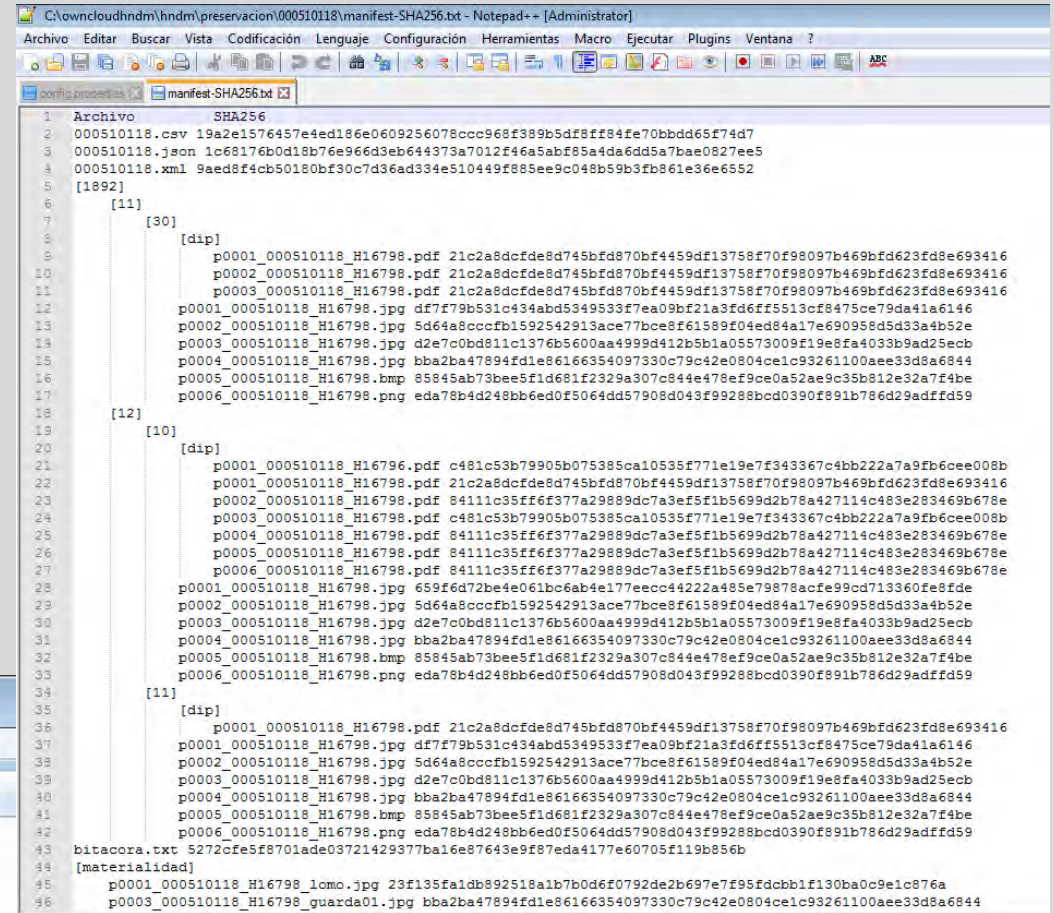 C:\owncloudhndm\hndm\preservacion\000510118\manifest-SHA256.txt - Notepad++ [Administrator]
Archivo Editar Buscar Vista Codificación Lenguaje Configuración Herramientas Macro Ejecutar Plugins Ventana ?
ABC
config.properties manifest-SHA256.txt
1 Archivo SHA256
2 000510118.csv 19a2e1576457e4ed186e0609256078ccc968f389b5df8ff84fe70bbdd65f74d7
3 000510118.json 1c68176b0d18b76e966d3eb644373a7012f46a5abf85a4da6dd5a7bae0827ee5
4 000510118.xml 9aed8f4cb50180bf30c7d36ad334e510449f885ee9c048b59b3fb861e36e6552
5 [1892]
6 [11]
7 [30]
8 [dip]
9 p0001_000510118_H16798.pdf 21c2a8dcfde8d745bfd870bf4459df13758f70f98097b469bfd623fd8e693416
10 p0002_000510118_H16798.pdf 21c2a8dcfde8d745bfd870bf4459df13758f70f98097b469bfd623fd8e693416
11 p0003_000510118_H16798.pdf 21c2a8dcfde8d745bfd870bf4459df13758f70f98097b469bfd623fd8e693416
12 p0001_000510118_H16798.jpg df7f79b531c434abd5349533f7ea09bf21a3fd6ff5513cf8475ce79da41a6146
13 p0002_000510118_H16798.jpg 5d64a8cccfb1592542913ace77bce8f61589f04ed84a17e690958d5d33a4b52e
14 p0003_000510118_H16798.jpg d2e7c0bd811c1376b5600aa4999d412b5b1a05573009f19e8fa4033b9ad25ecb
15 p0004_000510118_H16798.jpg bba2ba47894fd1e86166354097330c79c42e0804ce1c93261100aee33d8a6844
16 p0005_000510118_H16798.bmp 85845ab73bee5f1d681f2329a307c844e478ef9ce0a52ae9c35b812e32a7f4be
17 p0006_000510118_H16798.png eda78b4d248bb6ed0f5064dd57908d043f99288bcd0390f891b786d29adffd59
18 [12]
19 [10]
20 [dip]
21 p0001_000510118_H16796.pdf c481c53b79905b075385ca10535f771e19e7f343367c4bb222a7a9fb6cee008b
22 p0001_000510118_H16798.pdf 21c2a8dcfde8d745bfd870bf4459df13758f70f98097b469bfd623fd8e693416
23 p0002_000510118_H16798.pdf 84111c35ff6f377a29889dc7a3ef5f1b5699d2b78a427114c483e283469b678e
24 p0003_000510118_H16798.pdf c481c53b79905b075385ca10535f771e19e7f343367c4bb222a7a9fb6cee008b
25 p0004_000510118_H16798.pdf 84111c35ff6f377a29889dc7a3ef5f1b5699d2b78a427114c483e283469b678e
26 p0005_000510118_H16798.pdf 84111c35ff6f377a29889dc7a3ef5f1b5699d2b78a427114c483e283469b678e
27 p0006_000510118_H16798.pdf 84111c35ff6f377a29889dc7a3ef5f1b5699d2b78a427114c483e283469b678e
28 p0001_000510118_H16798.jpg 659f6d72be4e061bc6ab4e177eecc44222a485e79878acfe99cd713360fe8fde
29 p0002_000510118_H16798.jpg 5d64a8cccfb1592542913ace77bce8f61589f04ed84a17e690958d5d33a4b52e
30 p0003_000510118_H16798.jpg d2e7c0bd811c1376b5600aa4999d412b5b1a05573009f19e8fa4033b9ad25ecb
31 p0004_000510118_H16798.jpg bba2ba47894fd1e86166354097330c79c42e0804ce1c93261100aee33d8a6844
32 p0005_000510118_H16798.bmp 85845ab73bee5f1d681f2329a307c844e478ef9ce0a52ae9c35b812e32a7f4be
33 p0006_000510118_H16798.png eda78b4d248bb6ed0f5064dd57908d043f99288bcd0390f891b786d29adffd59
34 [11]
35 [dip]
36 p0001_000510118_H16798.pdf 21c2a8dcfde8d745bfd870bf4459df13758f70f98097b469bfd623fd8e693416
37 p0001_000510118_H16798.jpg df7f79b531c434abd5349533f7ea09bf21a3fd6ff5513cf8475ce79da41a6146
38 p0002_000510118_H16798.jpg 5d64a8cccfb1592542913ace77bce8f61589f04ed84a17e690958d5d33a4b52e
39 p0003_000510118_H16798.jpg d2e7c0bd811c1376b5600aa4999d412b5b1a05573009f19e8fa4033b9ad25ecb
40 p0004_000510118_H16798.jpg bba2ba47894fd1e86166354097330c79c42e0804ce1c93261100aee33d8a6844
41 p0005_000510118_H16798.bmp 85845ab73bee5f1d681f2329a307c844e478ef9ce0a52ae9c35b812e32a7f4be
42 p0006_000510118_H16798.png eda78b4d248bb6ed0f5064dd57908d043f99288bcd0390f891b786d29adffd59
43 bitacora.txt 5272cfe5f8701ade03721429377ba16e87643e9f87eda4177e60705f119b856b
44 [materialidad]
45 p0001_000510118_H16798_lomo.jpg 23f135fa1db892518a1b7b0d6f0792de2b697e7f95fdcbb1f130ba0c9e1c876a
46 p0003_000510118_H16798_guarda01.jpg bba2ba47894fd1e86166354097330c79c42e0804ce1c93261100aee33d8a6844